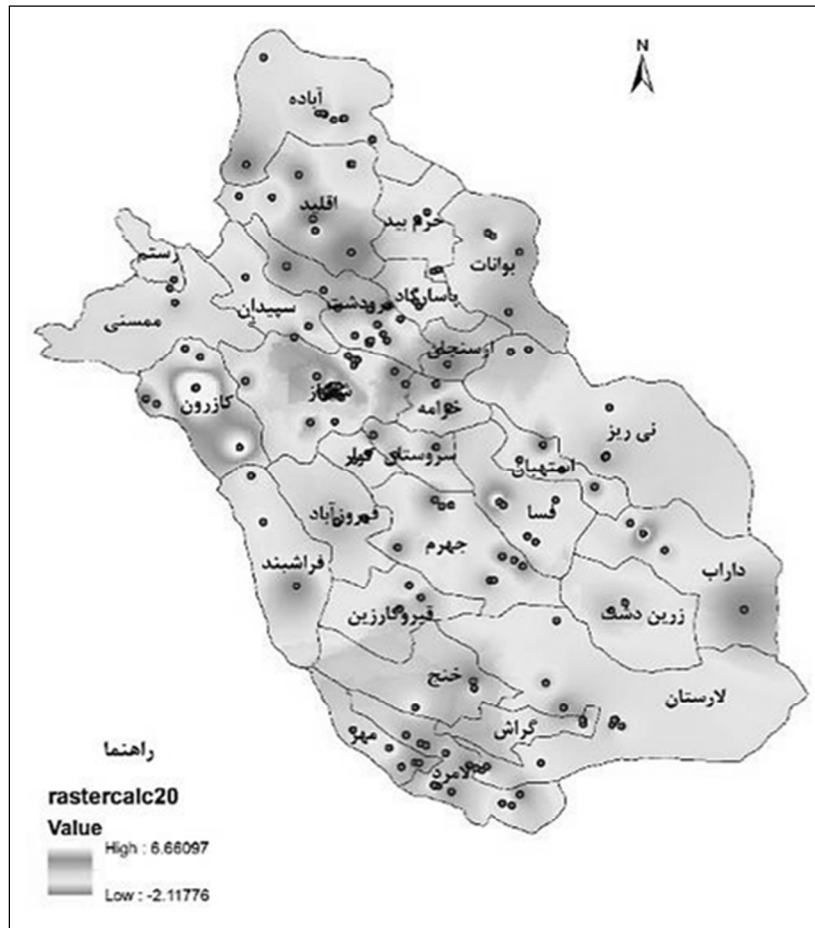 N
آباده
اقلید
خرم بید
بوانات
رستم
ممسنی
سپیدان
مرودشت
پاسارگاد
ارسنجان
کازرون
شیراز
خرامه
نی ریز
سروستان
کوار
استهبان
فسا
فیروزآباد
جهرم
فراشبند
داراب
زرین دشت
قیروکارزین
خنج
لارستان
گراش
مهر
لامرد
راهنما
rastercalc20
Value
High : 6.66097
Low : -2.11776